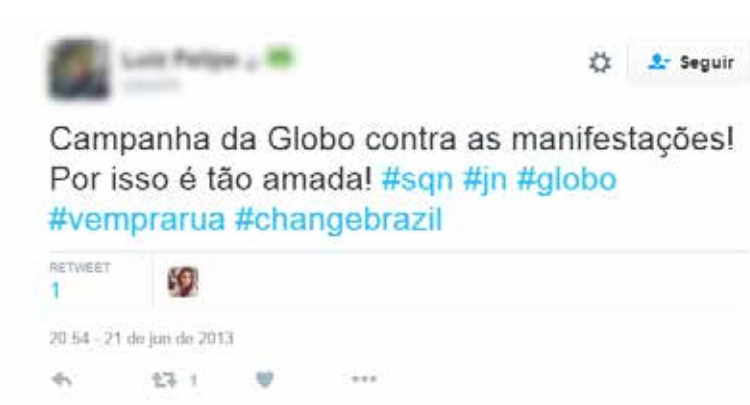 Seguir
Campanha da Globo contra as manifestações!
Por isso é tão amada! #sqn #jn #globo
#vemprarua #changebrazil
RETWEET
1
20:54 - 21 de jun de 2013
1